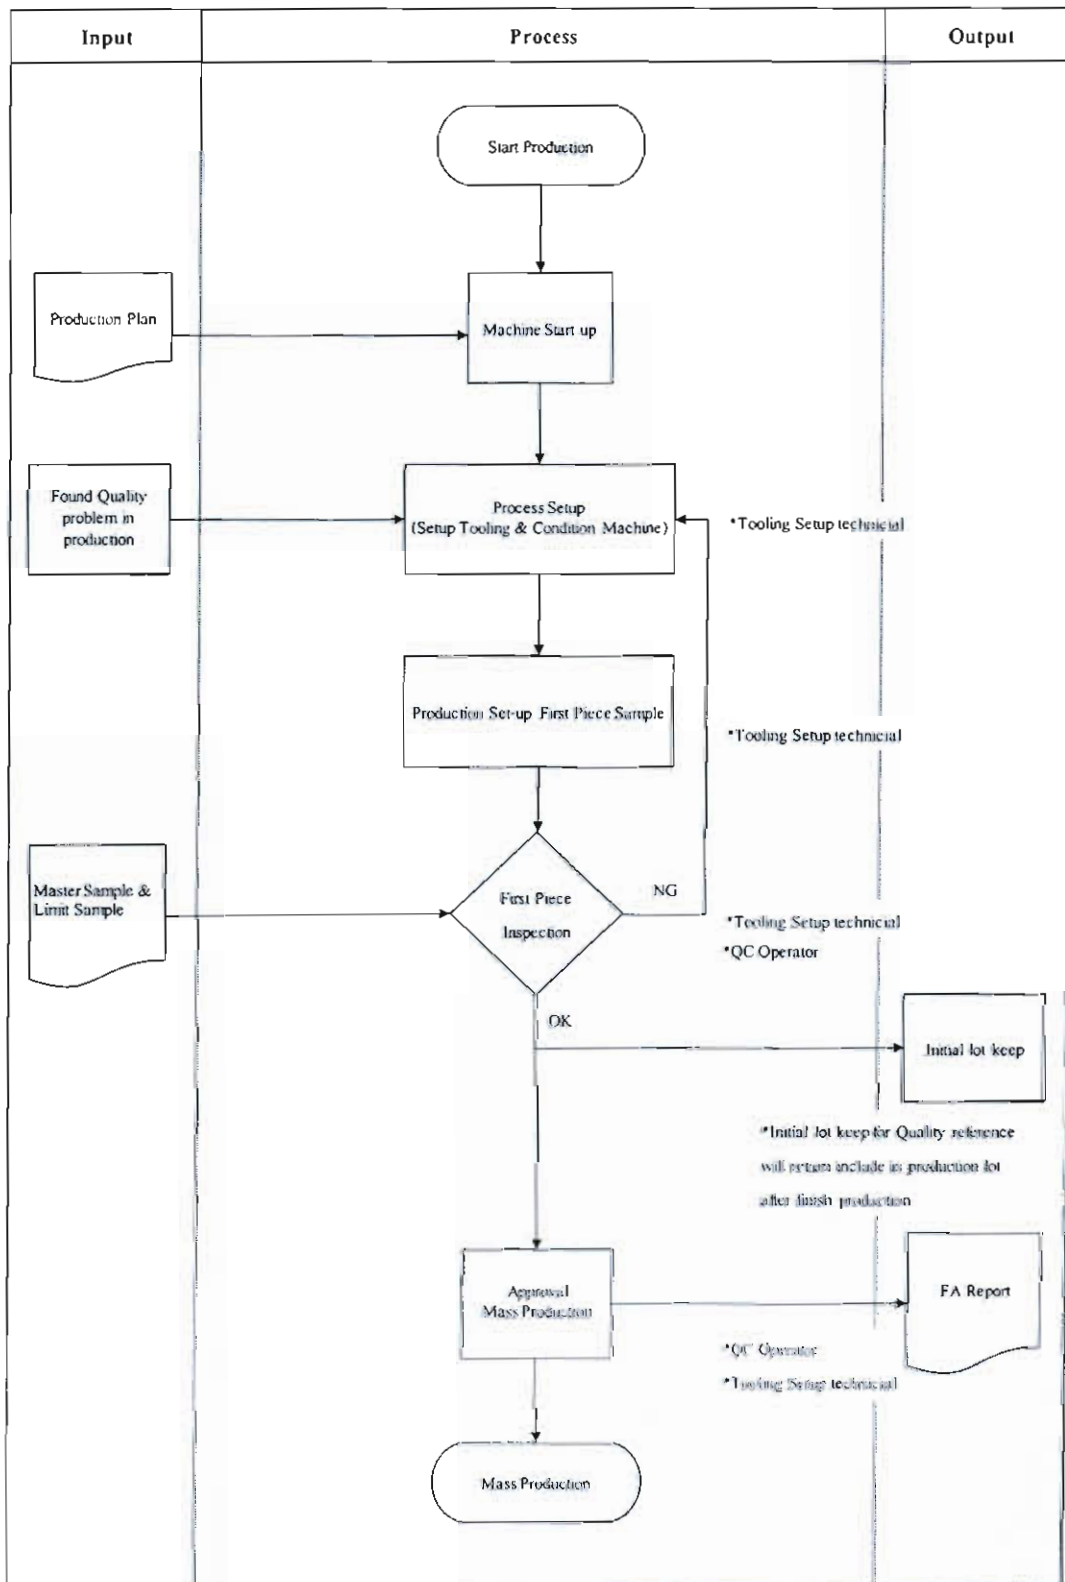 Input
Process
Output
Start Production
Production Plan
Machine Start up
Found Quality
problem in
production
Process Setup
(Setup Tooling & Condition Machine)
*Tooling Setup technicial
Production Set-up First Piece Sample
*Tooling Setup technicial
Master Sample &
Limit Sample
First Piece
Inspection
NG
*Tooling Setup technicial
*QC Operator
OK
Initial lot keep
*Initial lot keep for Quality reference
will return include in production lot
after finish production
Approval
Mass Production
FA Report
*QC Operator
*Tooling Setup technicial
Mass Production